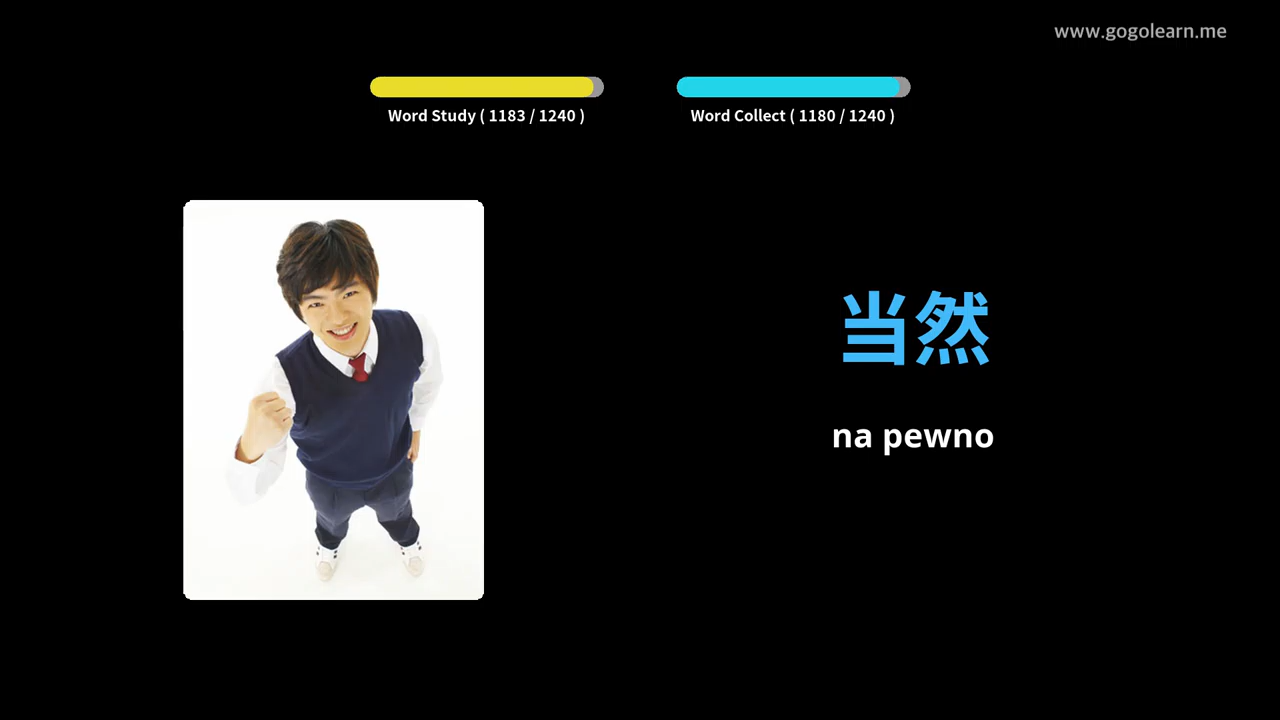 www.gogolearn.me
Word Study ( 1183 / 1240 )
Word Collect ( 1180 / 1240 )
当然
na pewno